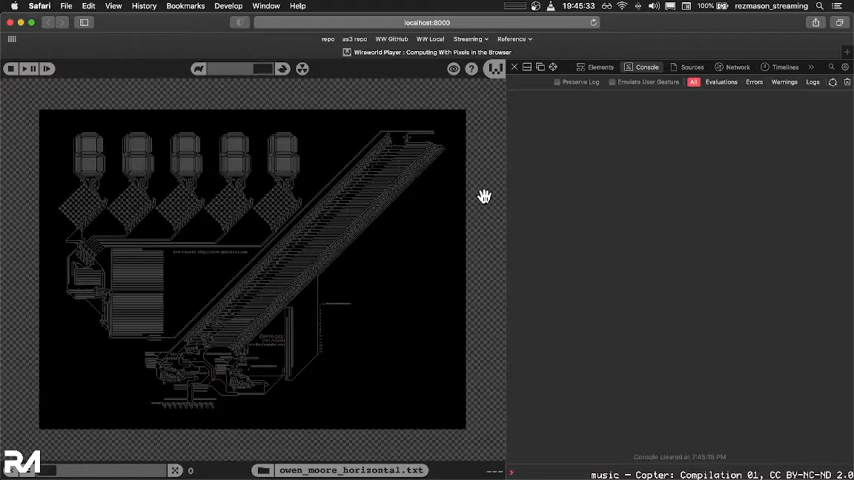 Safari File Edit View History Bookmarks Develop Window Help 19:45:33 100% rezmason_streaming
localhost:8000
repo as3 repo WW GitHub WW Local Streaming Reference
Wireworld Player : Computing With Pixels in the Browser
Elements Console Sources Network Timelines
Preserve Log Emulate User Gesture All Evaluations Errors Warnings Logs
Console cleared at 7:45:16 PM
0 owen_moore_horizontal.txt
music – Copter: Compilation 01, CC BY-NC-ND 2.0